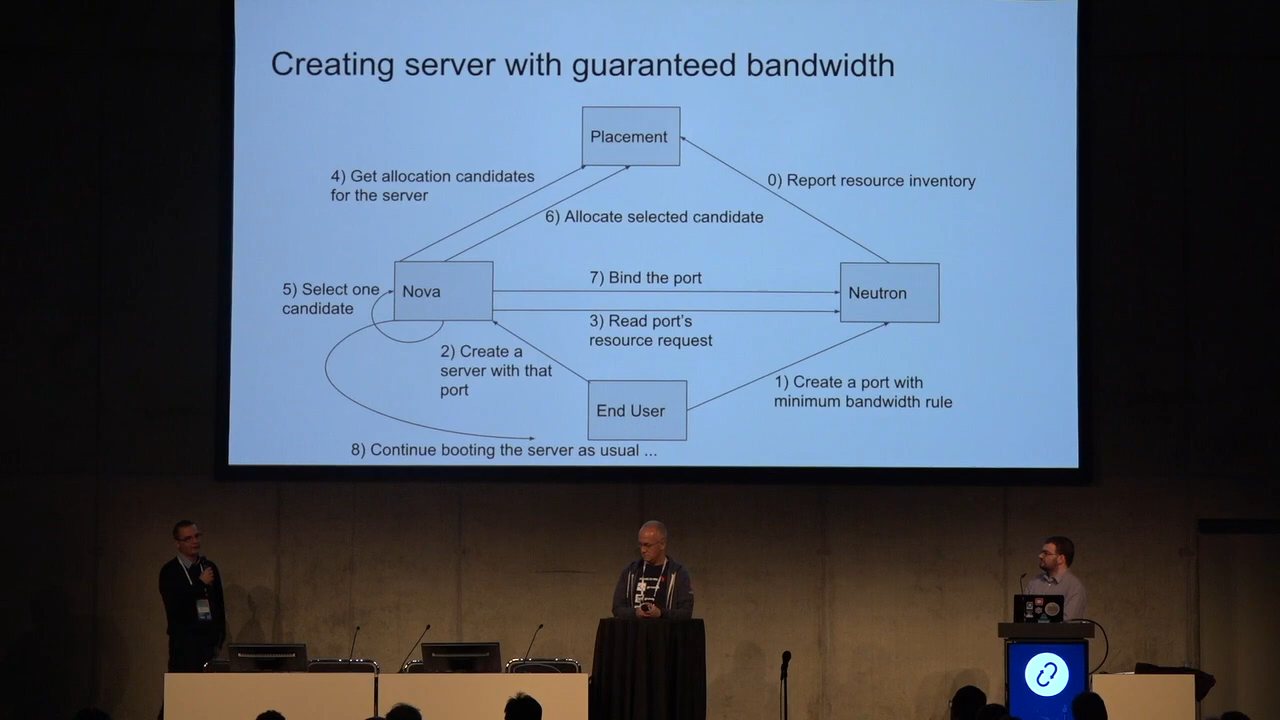 Creating server with guaranteed bandwidth
Placement
4) Get allocation candidates
for the server
0) Report resource inventory
6) Allocate selected candidate
5) Select one
candidate
Nova
7) Bind the port
Neutron
3) Read port's
resource request
2) Create a
server with that
port
End User
1) Create a port with
minimum bandwidth rule
8) Continue booting the server as usual ...